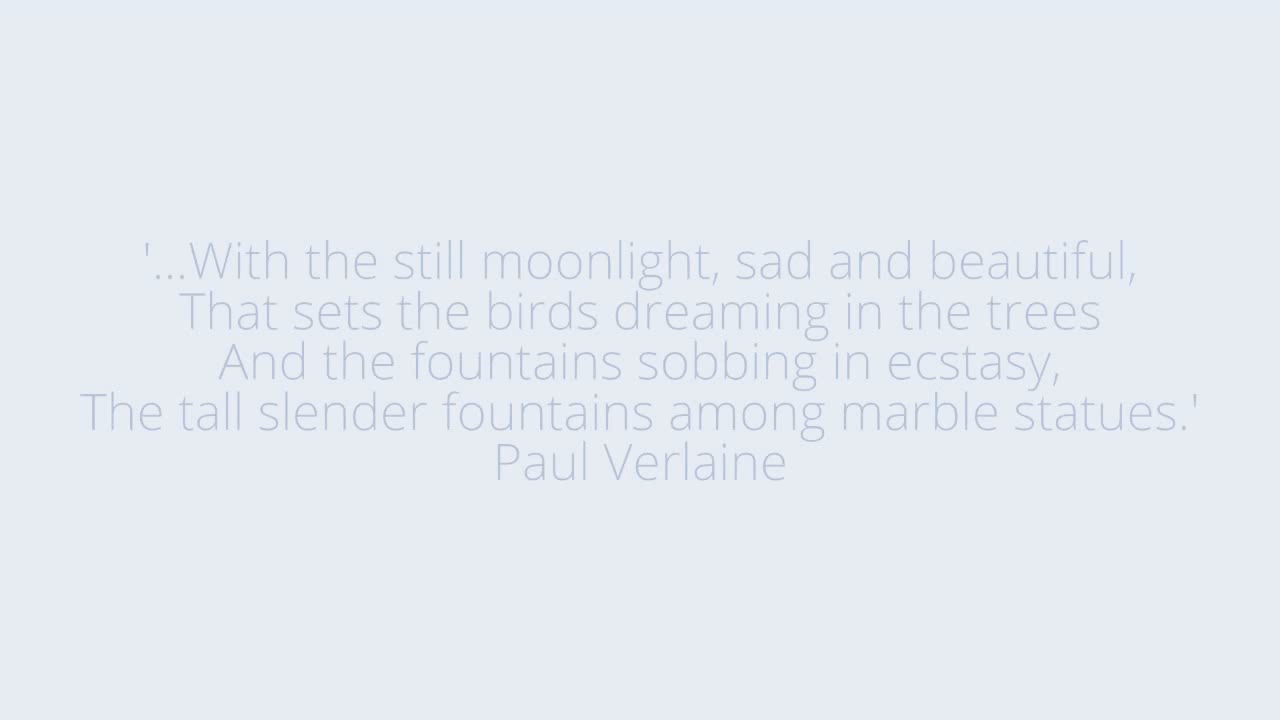 '...With the still moonlight, sad and beautiful,
That sets the birds dreaming in the trees
And the fountains sobbing in ecstasy,
The tall slender fountains among marble statues.'
Paul Verlaine